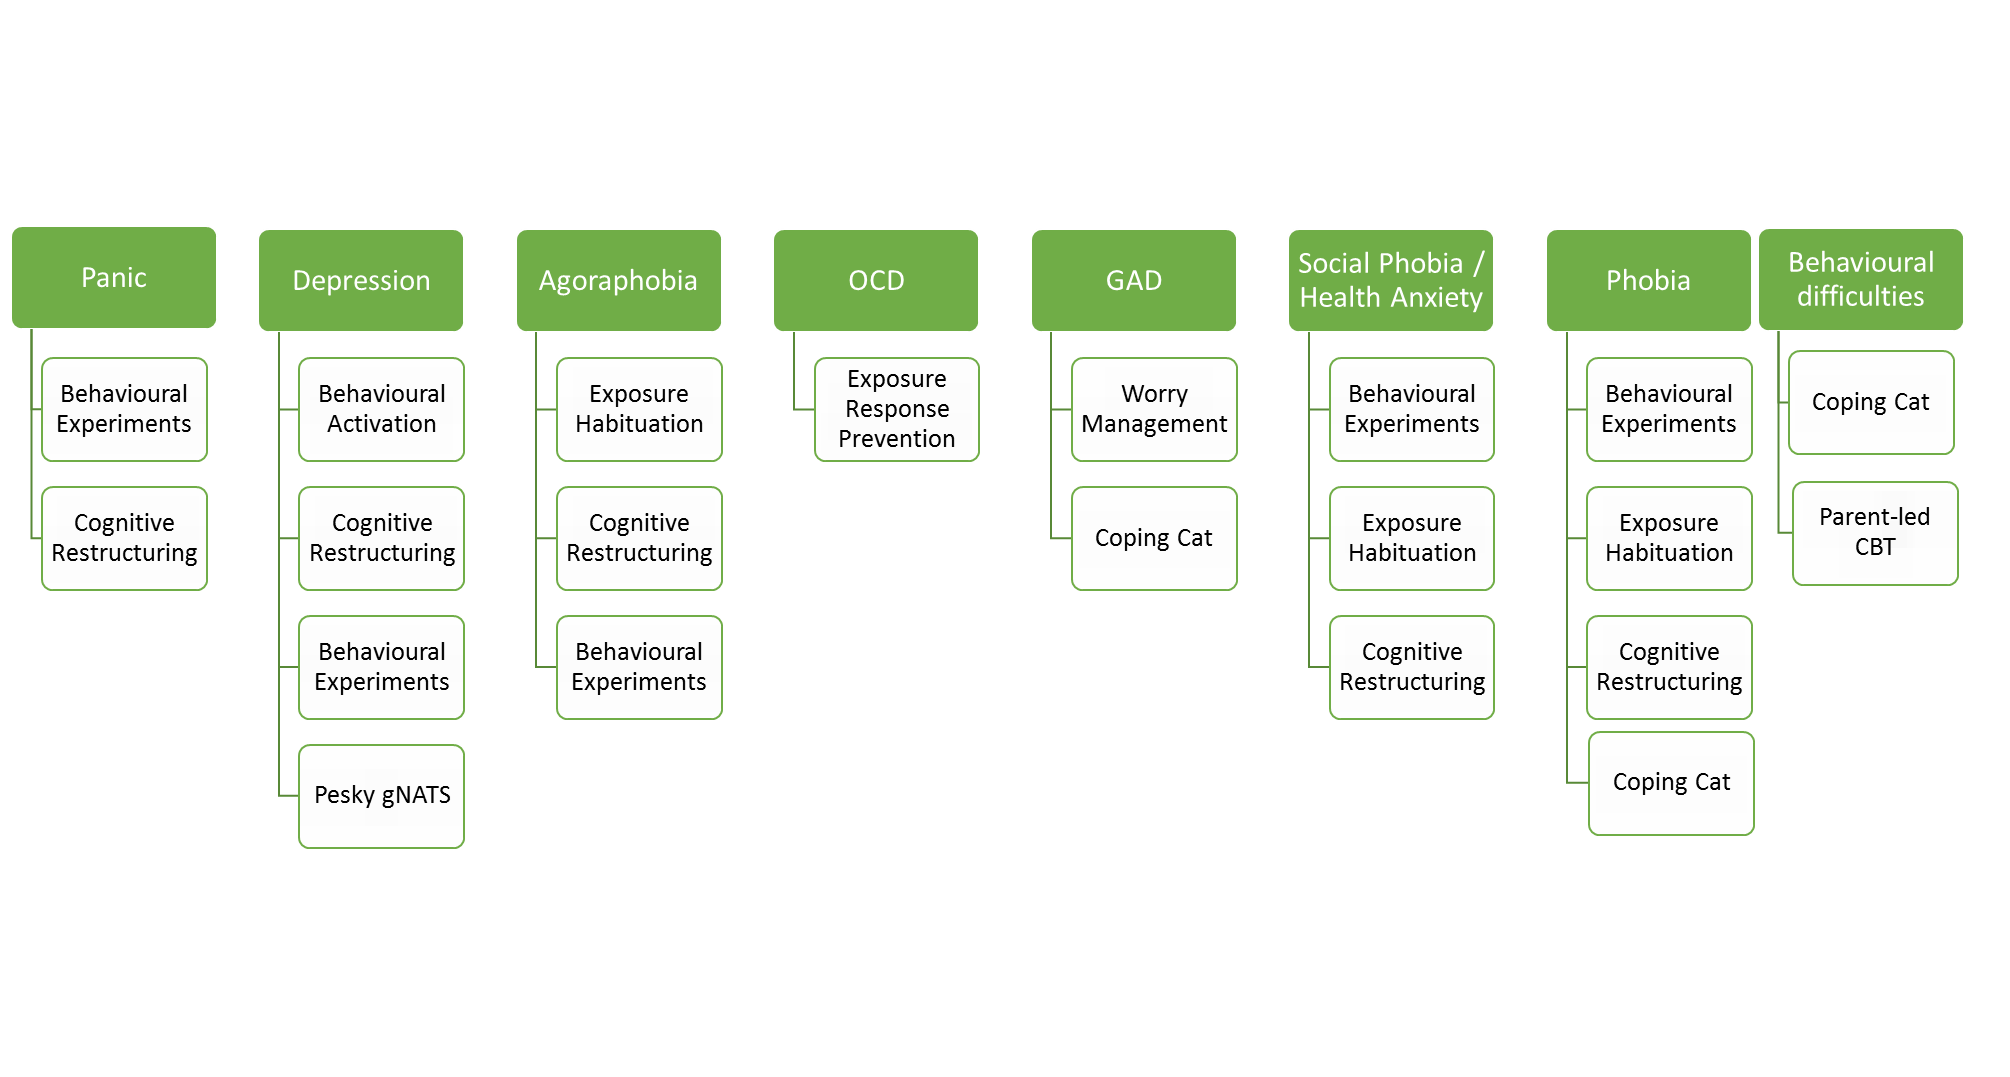 Panic
Behavioural
Experiments
Cognitive
Restructuring
Depression
Behavioural
Activation
Cognitive
Restructuring
Behavioural
Experiments
Pesky gNATS
Agoraphobia
Exposure
Habituation
Cognitive
Restructuring
Behavioural
Experiments
OCD
Exposure
Response
Prevention
GAD
Worry
Management
Coping Cat
Social Phobia /
Health Anxiety
Behavioural
Experiments
Exposure
Habituation
Cognitive
Restructuring
Phobia
Behavioural
Experiments
Exposure
Habituation
Cognitive
Restructuring
Coping Cat
Behavioural
difficulties
Coping Cat
Parent-led
CBT